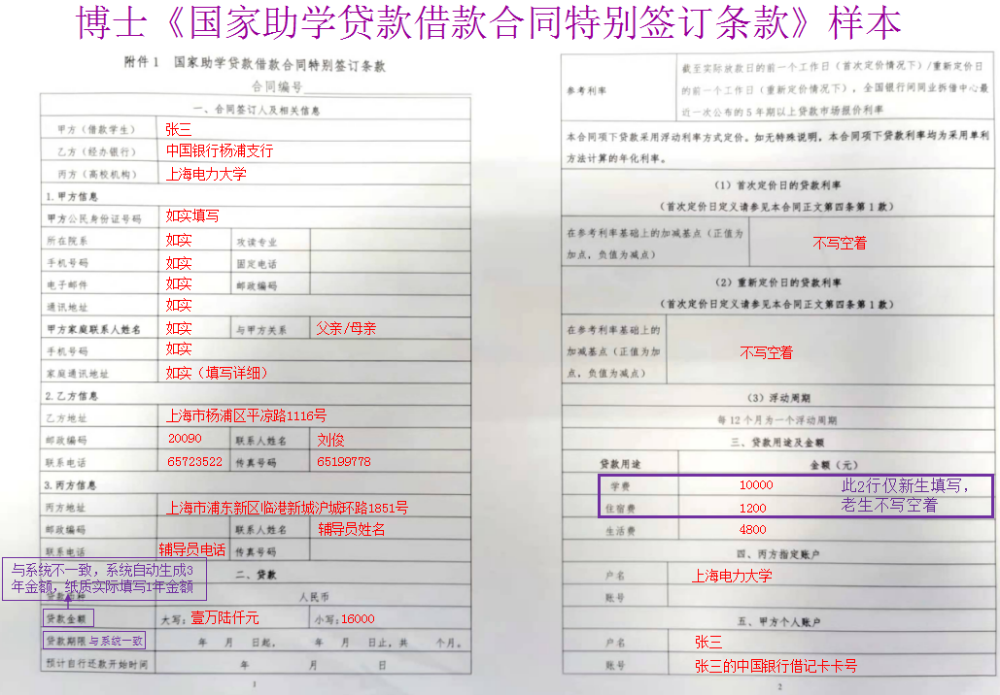 博士《国家助学贷款借款合同特别签订条款》样本
附件 1 国家助学贷款借款合同特别签订条款
合同编号
一、合同签订人及相关信息
甲方（借款学生） 张三
乙方（经办银行） 中国银行杨浦支行
丙方（高校机构） 上海电力大学
1.甲方信息
甲方公民身份证号码 如实填写
所在院系 如实 攻读专业
手机号码 如实 固定电话
电子邮件 如实 邮政编码
通讯地址 如实
甲方家庭联系人姓名 如实 与甲方关系 父亲/母亲
手机号码 如实
家庭通讯地址 如实（填写详细）
2.乙方信息
乙方地址 上海市杨浦区平凉路1116号
邮政编码 20090 联系人姓名 刘俊
联系电话 65723522 传真号码 65199778
3.丙方信息
丙方地址 上海市浦东新区临港新城沪城环路1851号
邮政编码 联系人姓名 辅导员姓名
联系电话 辅导员电话 传真号码
二、贷款
与系统不一致，系统自动生成3
年金额，纸质实际填写1年金额
贷款币种 人民币
贷款金额 大写：壹万陆仟元 小写：16000
贷款期限 与系统一致 年 月 日起， 年 月 日止，共 个月。
预计自行还款开始时间 年 月 日
1
参考利率
截至实际放款日的前一个工作日（首次定价情况下）/重新定价日
的前一个工作日（重新定价情况下），全国银行间同业拆借中心最
近一次公布的 5 年期以上贷款市场报价利率
本合同项下贷款采用浮动利率方式定价。如无特殊说明，本合同项下贷款利率均为采用单利
方法计算的年化利率。
（1）首次定价日的贷款利率
（首次定价日定义请参见本合同正文第四条第 1 款）
在参考利率基础上的加减基点（正值为
加点，负值为减点）
不写空着
（2）重新定价日的贷款利率
（首次定价日定义请参见本合同正文第四条第 1 款）
在参考利率基础上的
加减基点（正值为加
点，负值为减点）
不写空着
（3）浮动周期
每 12 个月为一个浮动周期
三、贷款用途及金额
贷款用途 金额（元）
学费 10000 此2行仅新生填写，
住宿费 1200 老生不写空着
生活费 4800
四、丙方指定账户
户名 上海电力大学
账号
五、甲方个人账户
户名 张三
账号 张三的中国银行借记卡卡号
2